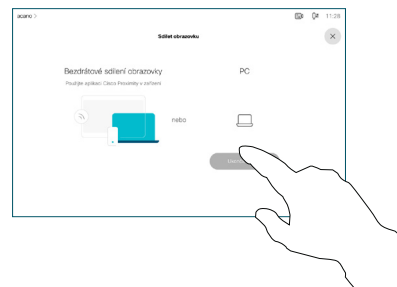 acano >
11:28
Sdílet obrazovku
Bezdrátové sdílení obrazovky
PC
Použijte aplikaci Cisco Proximity v zařízení
nebo